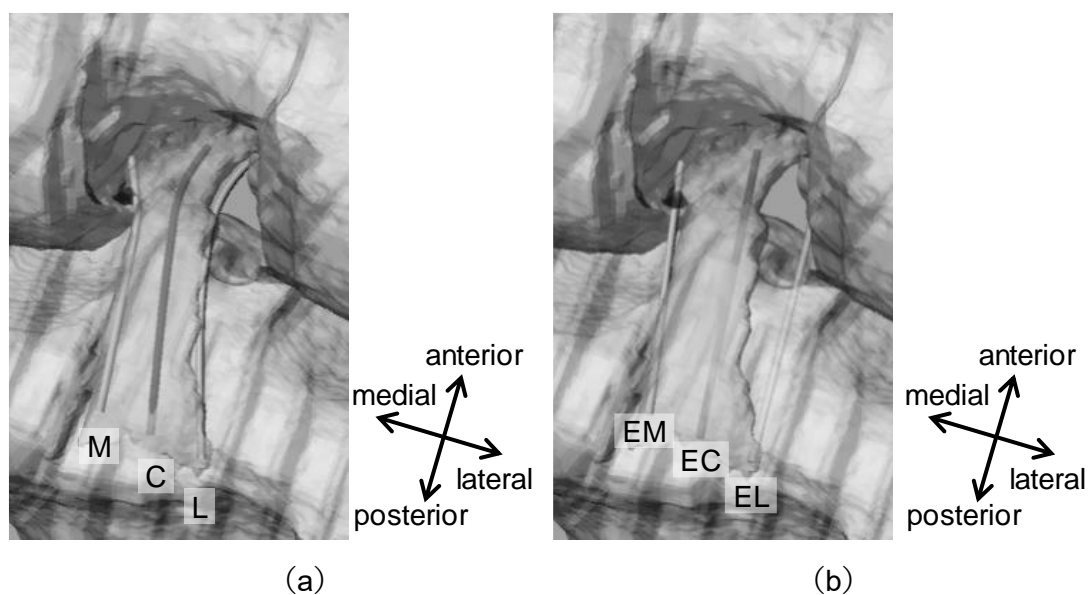 anterior
medial
M
C
lateral
L
posterior
(a)
anterior
medial
EM
EC
lateral
EL
posterior
(b)